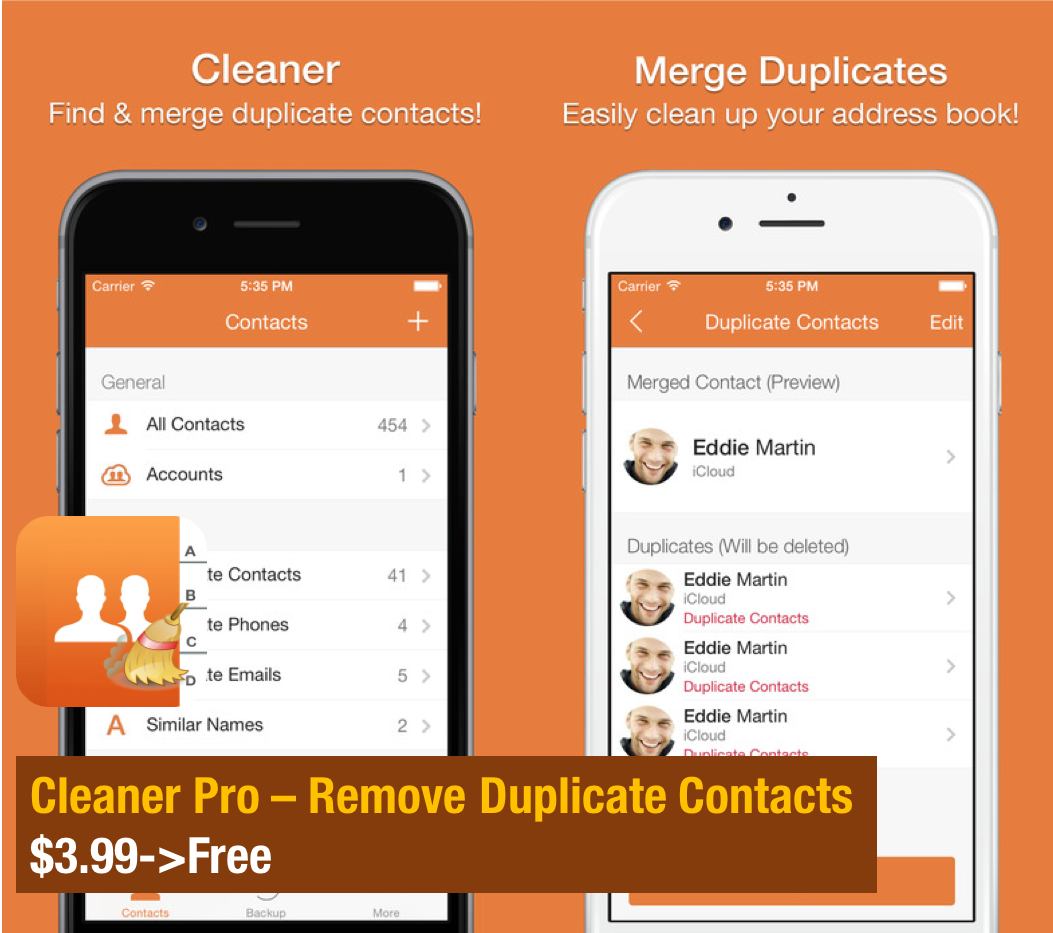 Cleaner
Find & merge duplicate contacts!
Carrier 5:35 PM
Contacts +
General
All Contacts 454
Accounts 1
te Contacts 41
te Phones 4
te Emails 5
A Similar Names 2
A
B
C
D
Contacts Backup More
Merge Duplicates
Easily clean up your address book!
Carrier 5:35 PM
Duplicate Contacts Edit
Merged Contact (Preview)
Eddie Martin
iCloud
Duplicates (Will be deleted)
Eddie Martin
iCloud
Duplicate Contacts
Eddie Martin
iCloud
Duplicate Contacts
Eddie Martin
iCloud
Duplicate Contacts
Cleaner Pro – Remove Duplicate Contacts
$3.99->Free